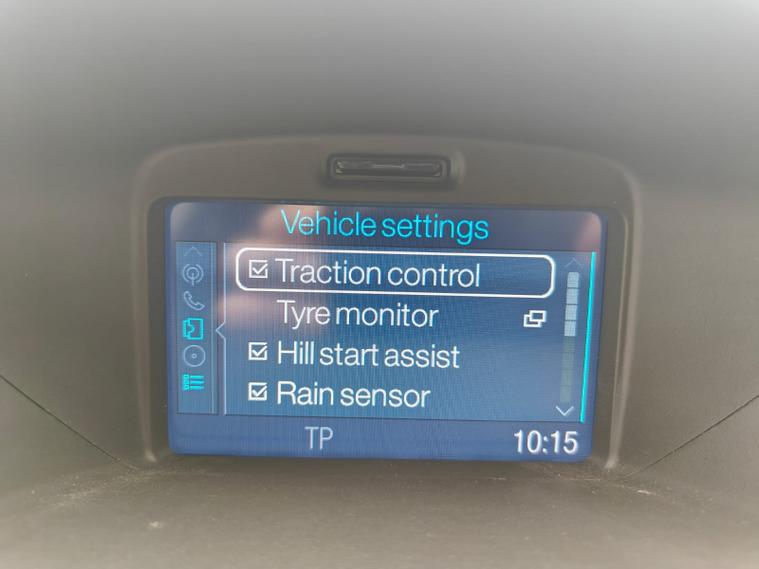 Vehicle settings
Traction control
Tyre monitor
Hill start assist
Rain sensor
TP 10:15